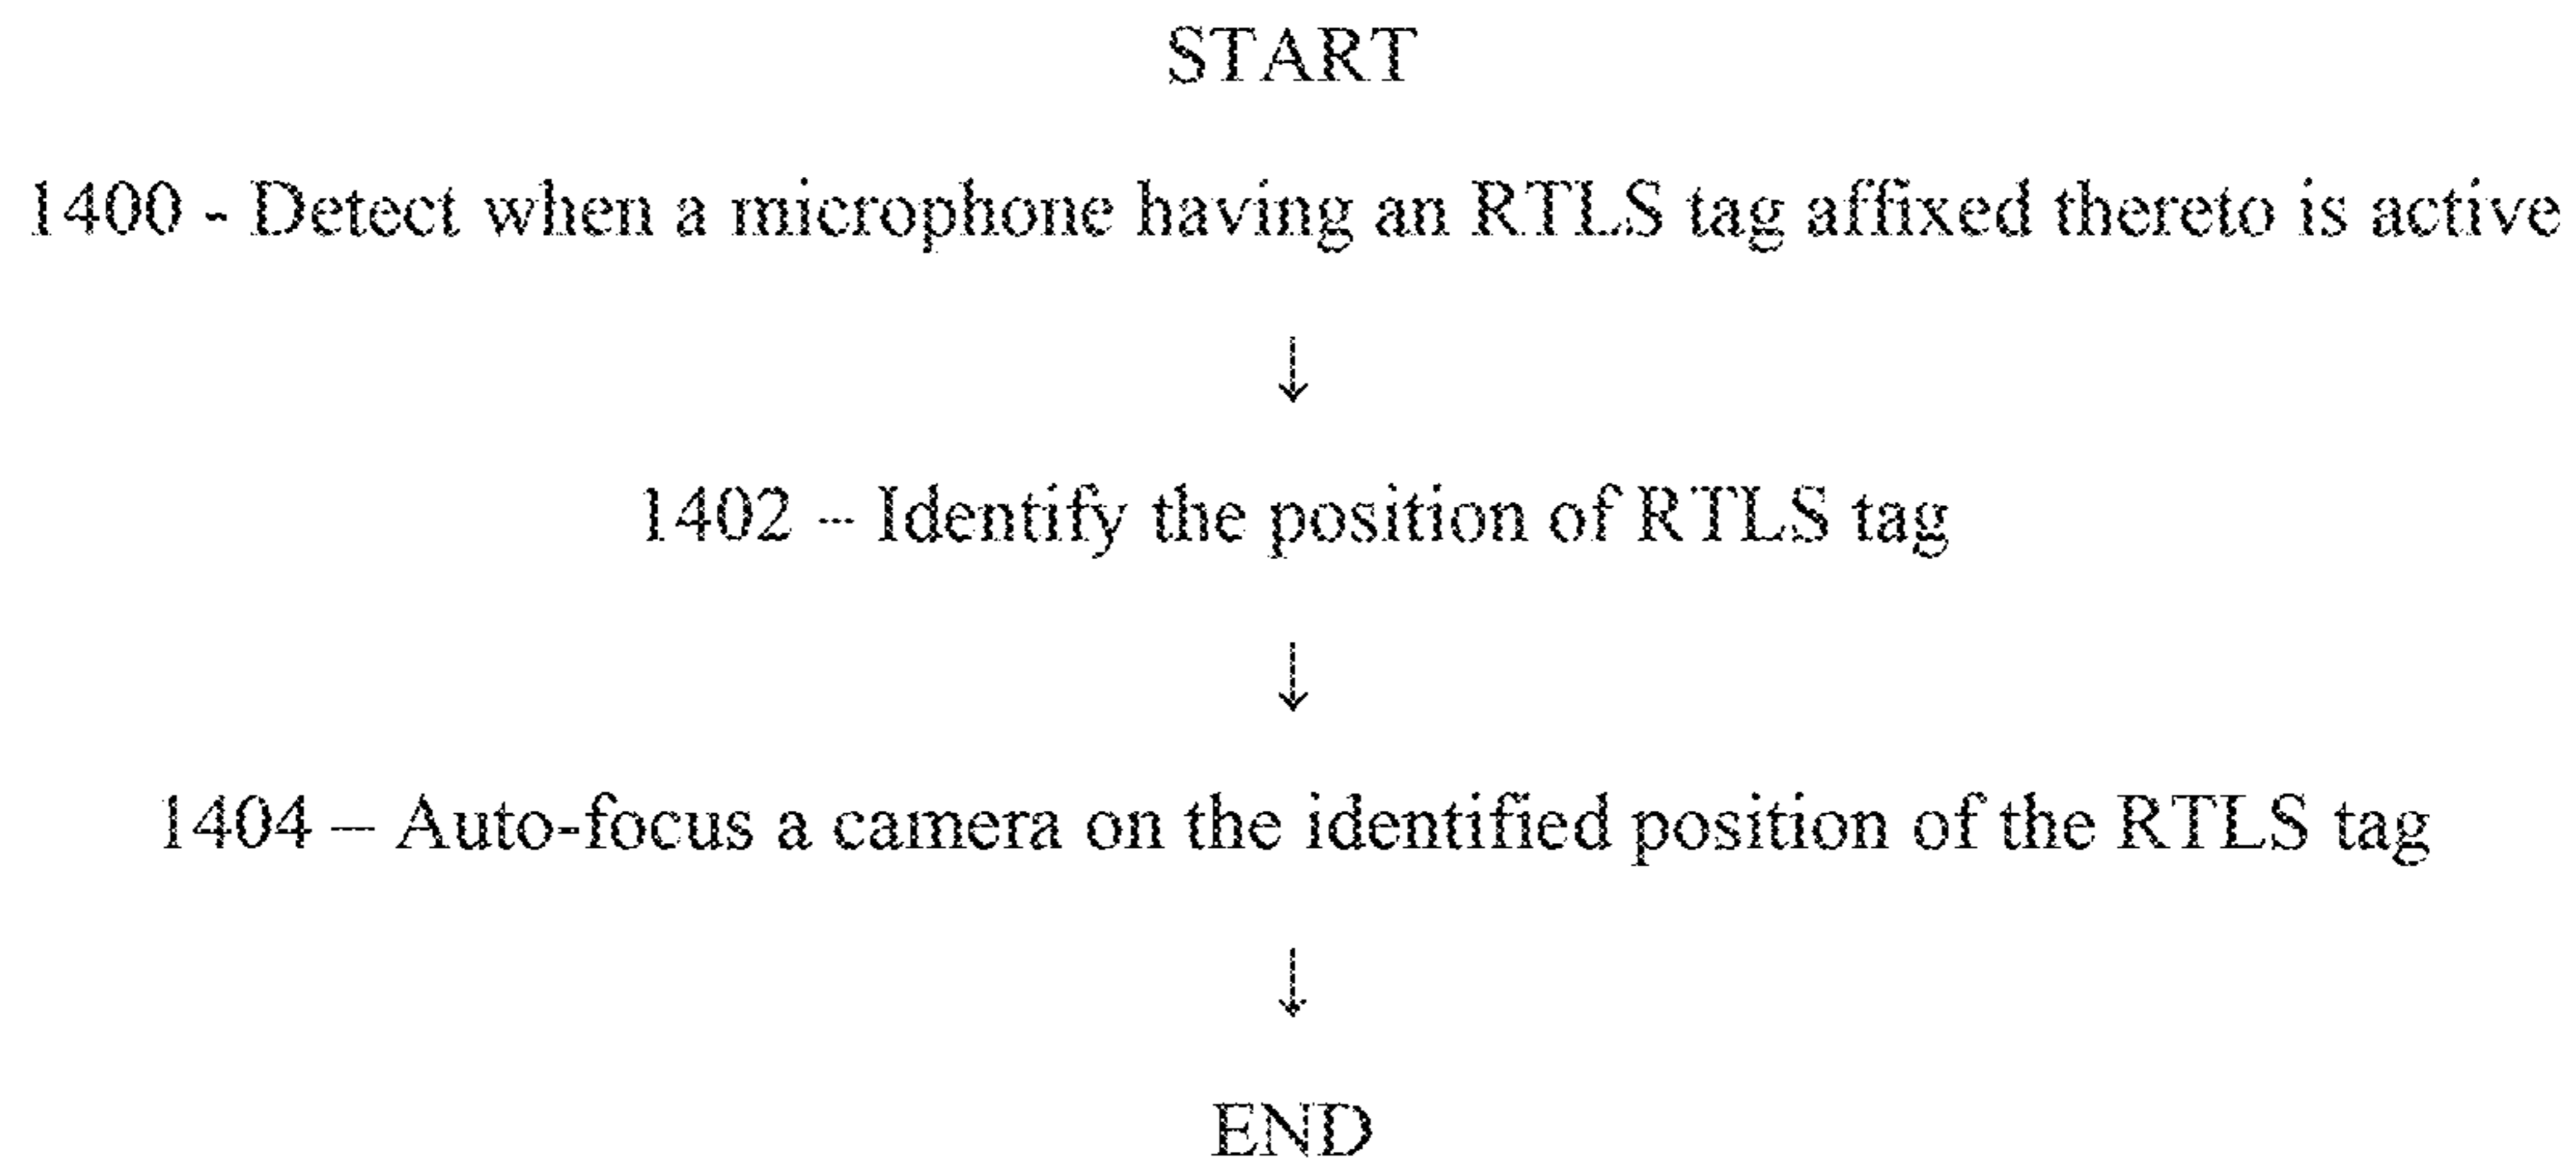 START
1400 - Detect when a microphone having an RTLS tag affixed thereto is active
↓
1402 – Identify the position of RTLS tag
↓
1404 – Auto-focus a camera on the identified position of the RTLS tag
↓
END